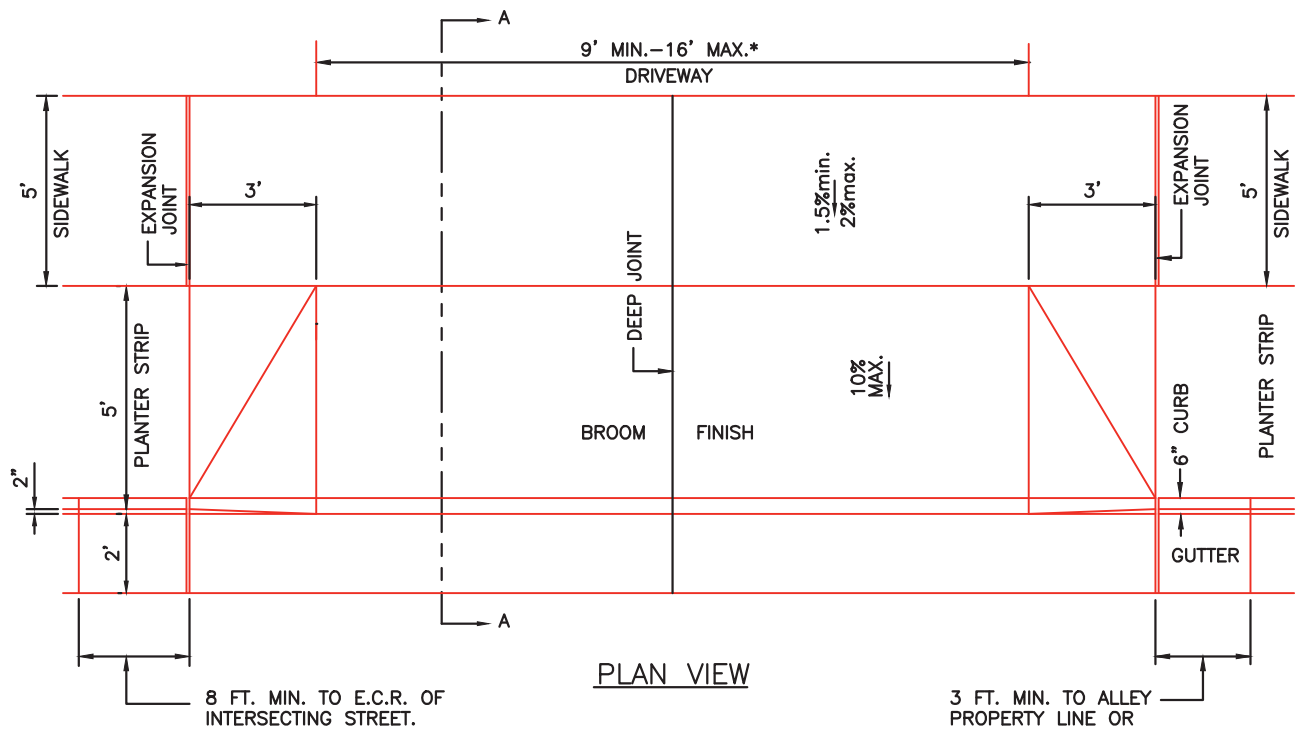 A
9' MIN.-16' MAX.*
DRIVEWAY
5'
SIDEWALK
EXPANSION
JOINT
3'
1.5%min.
2%max.
3'
EXPANSION
JOINT
5'
SIDEWALK
DEEP JOINT
PLANTER STRIP
5'
10%
MAX.
BROOM FINISH
6" CURB
PLANTER STRIP
2"
2'
GUTTER
A
PLAN VIEW
8 FT. MIN. TO E.C.R. OF
INTERSECTING STREET.
3 FT. MIN. TO ALLEY
PROPERTY LINE OR